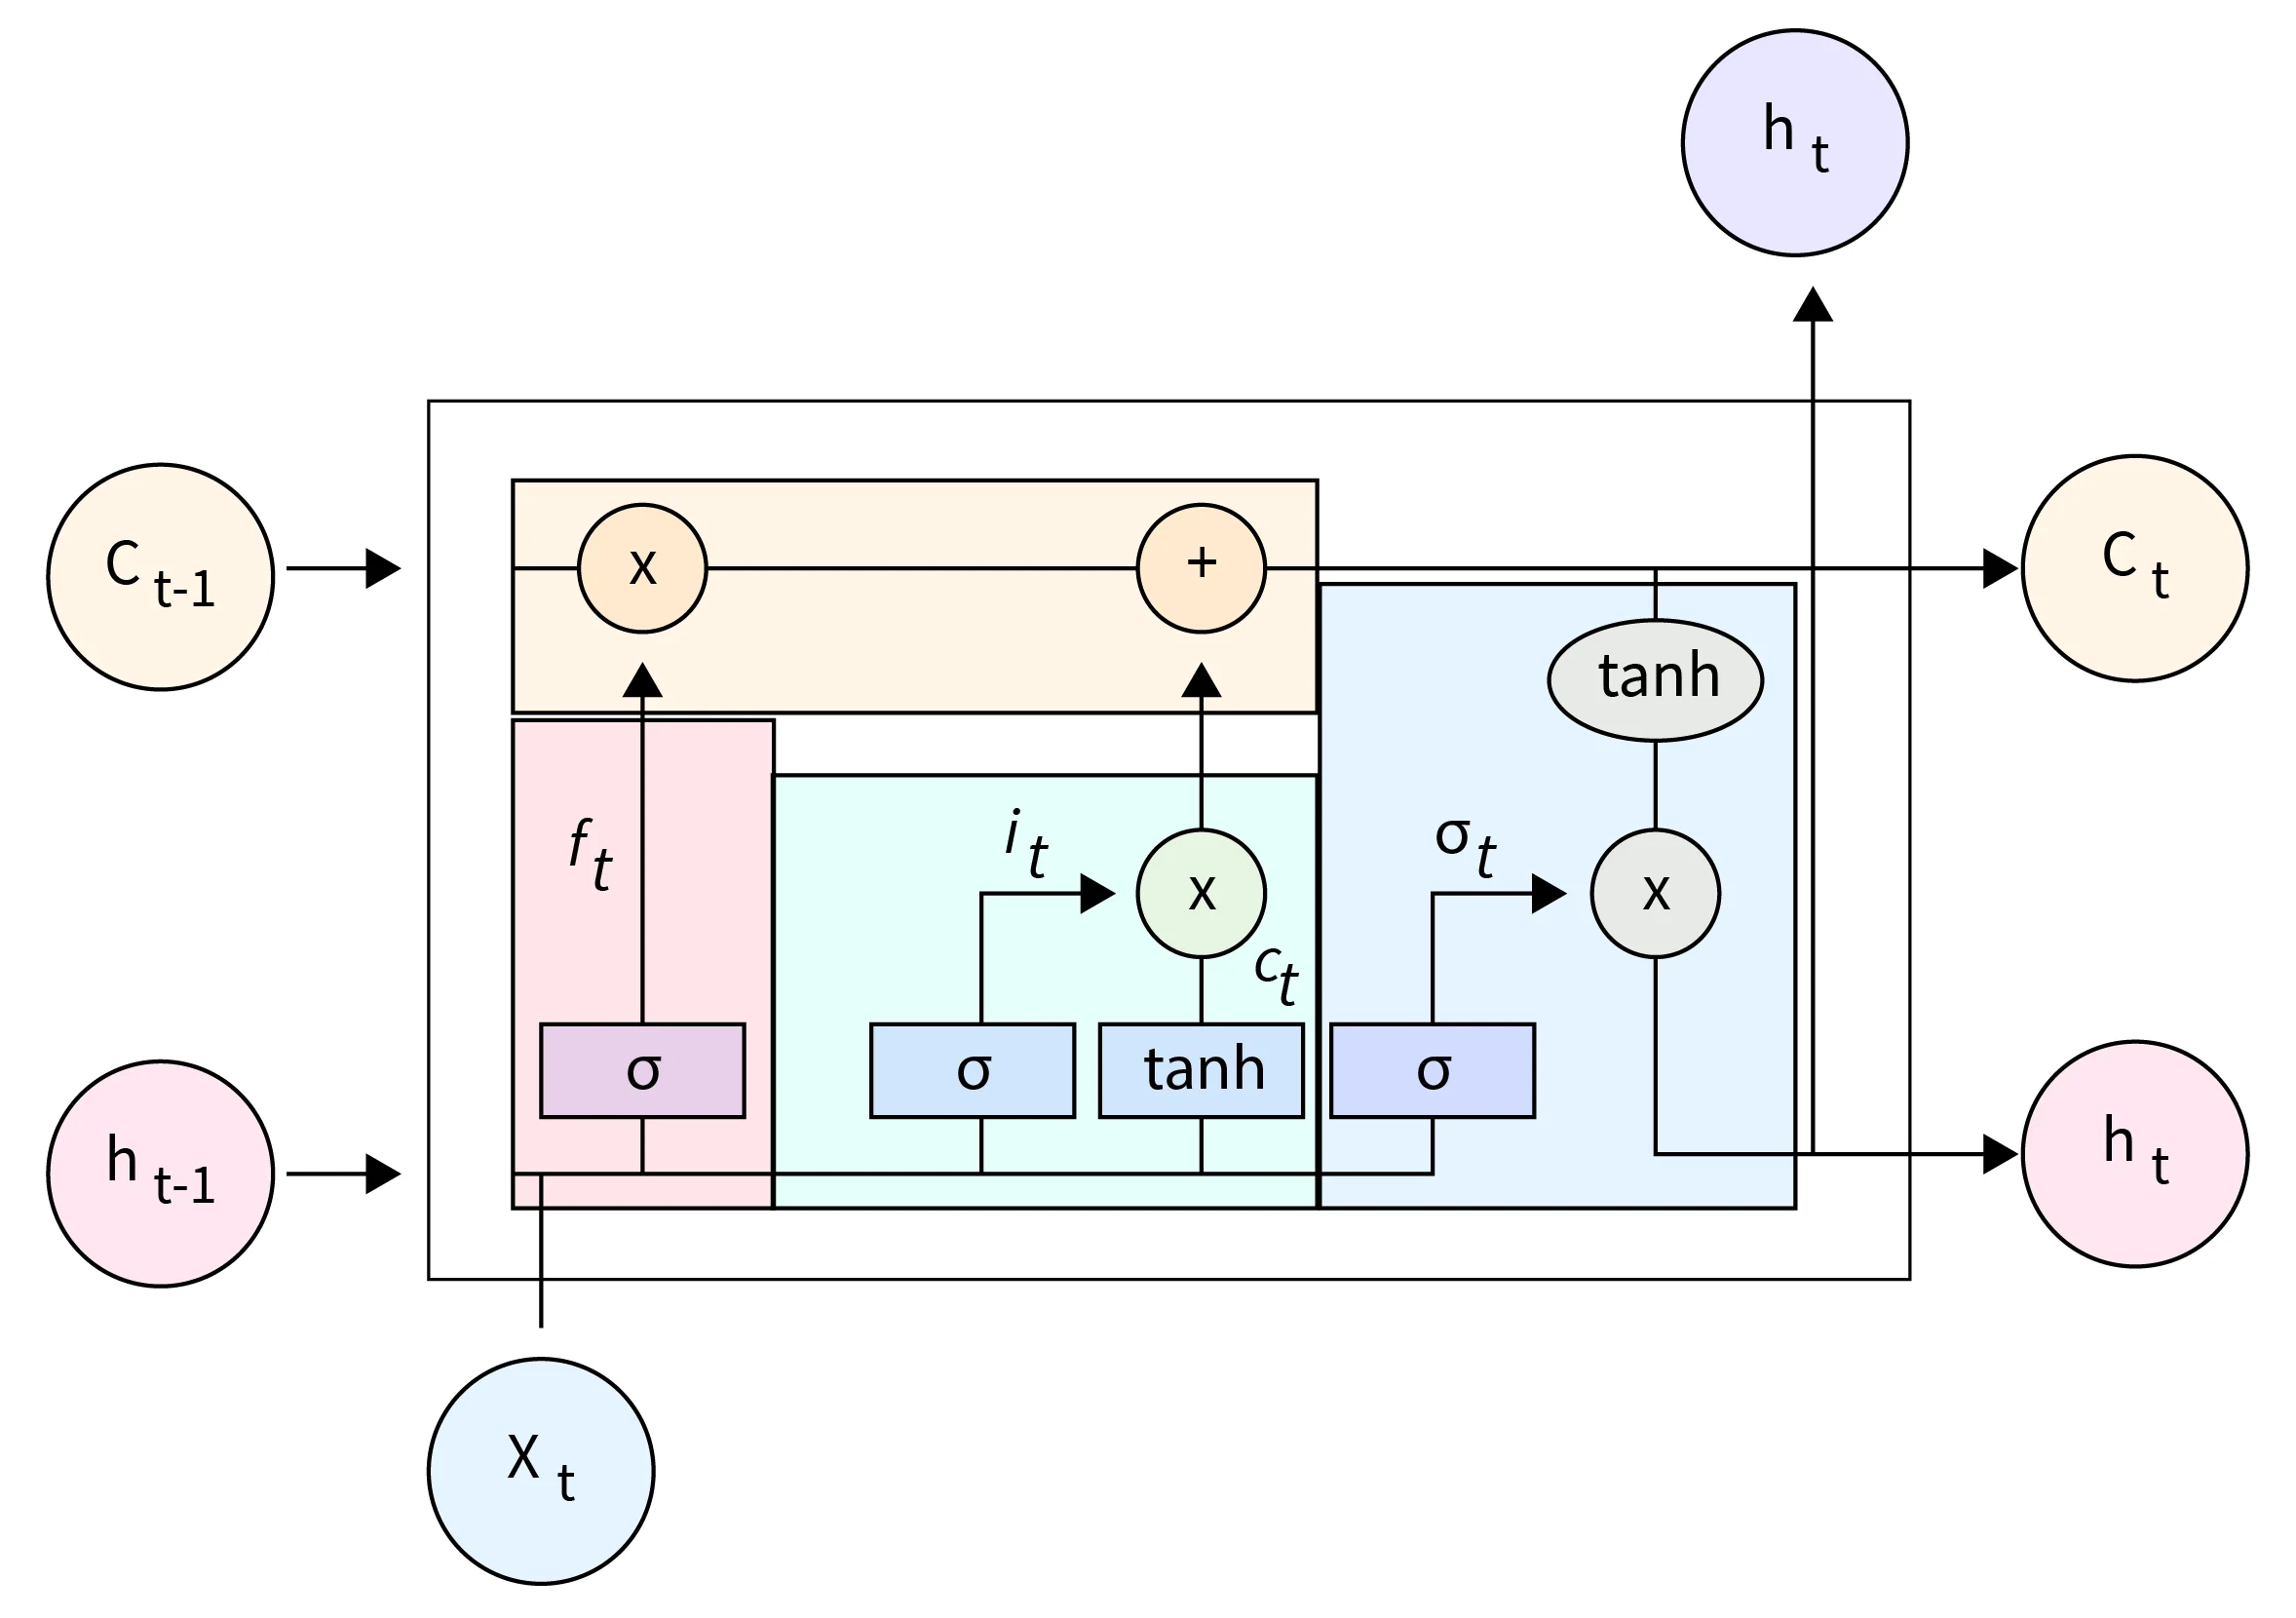 h t
C t-1
x
+
C t
tanh
f t
i t
x
σ t
x
c t
σ
σ
tanh
σ
h t-1
h t
X t